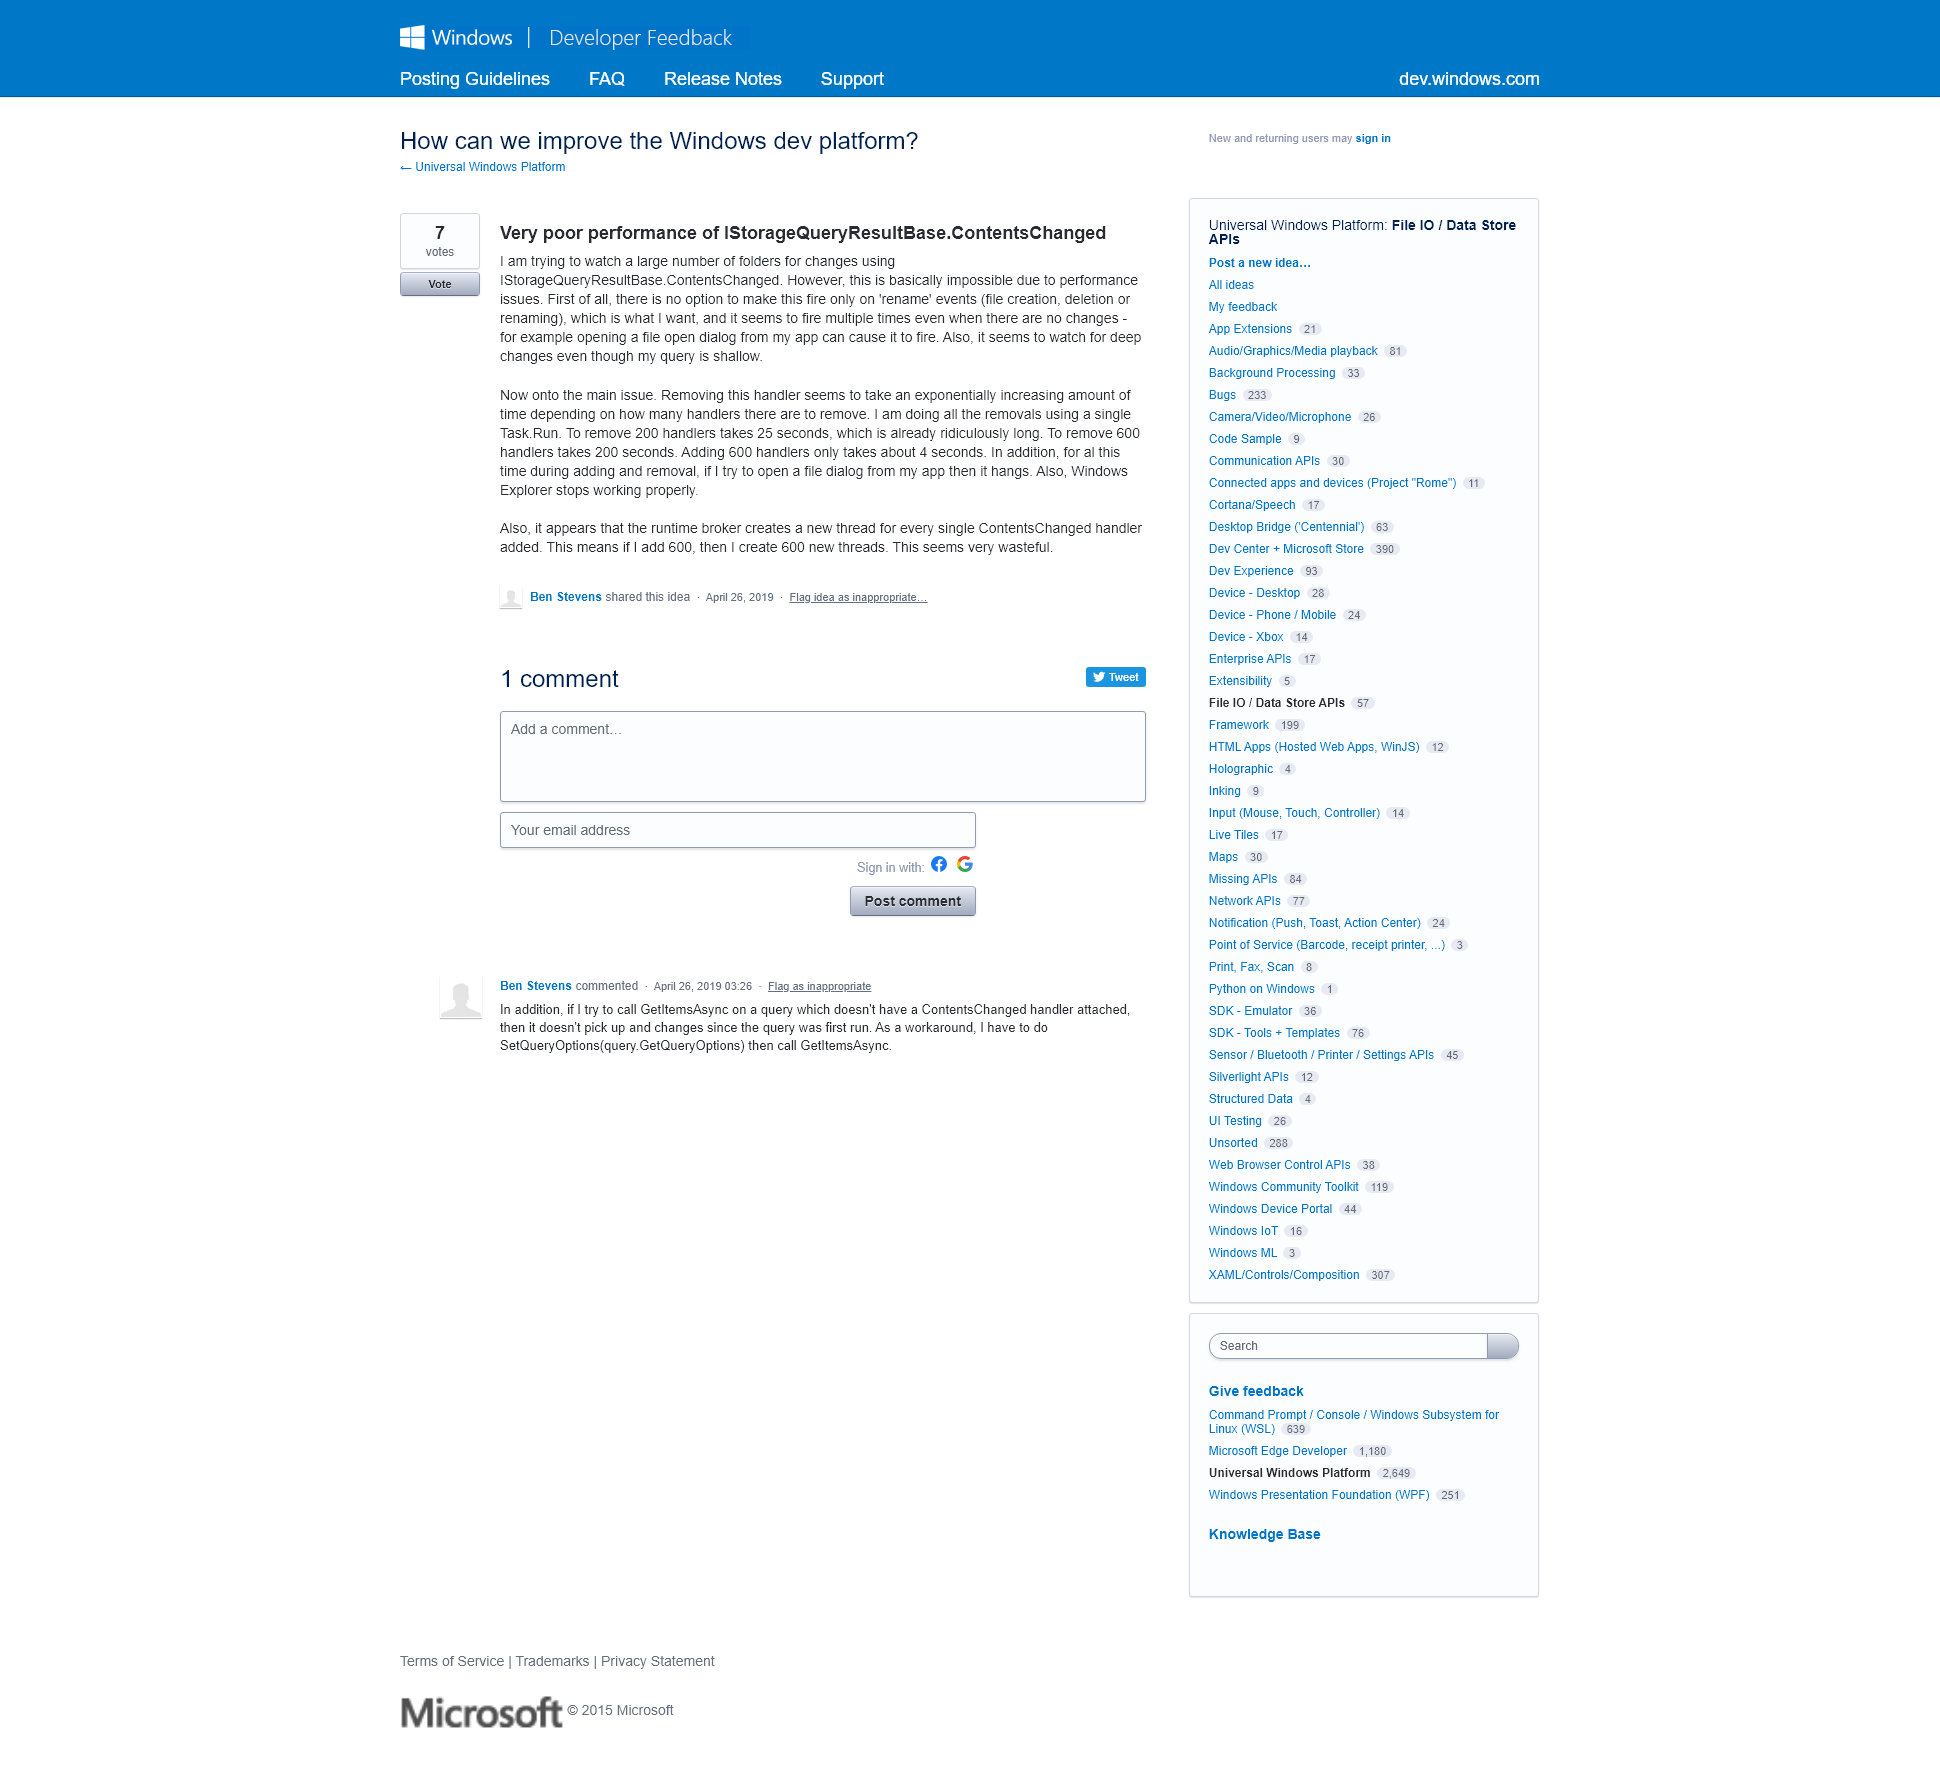 Windows | Developer Feedback
Posting Guidelines FAQ Release Notes Support dev.windows.com
How can we improve the Windows dev platform?
← Universal Windows Platform
New and returning users may sign in
7
votes
Vote
Very poor performance of IStorageQueryResultBase.ContentsChanged
I am trying to watch a large number of folders for changes using
IStorageQueryResultBase.ContentsChanged. However, this is basically impossible due to performance
issues. First of all, there is no option to make this fire only on 'rename' events (file creation, deletion or
renaming), which is what I want, and it seems to fire multiple times even when there are no changes -
for example opening a file open dialog from my app can cause it to fire. Also, it seems to watch for deep
changes even though my query is shallow.
Now onto the main issue. Removing this handler seems to take an exponentially increasing amount of
time depending on how many handlers there are to remove. I am doing all the removals using a single
Task.Run. To remove 200 handlers takes 25 seconds, which is already ridiculously long. To remove 600
handlers takes 200 seconds. Adding 600 handlers only takes about 4 seconds. In addition, for al this
time during adding and removal, if I try to open a file dialog from my app then it hangs. Also, Windows
Explorer stops working properly.
Also, it appears that the runtime broker creates a new thread for every single ContentsChanged handler
added. This means if I add 600, then I create 600 new threads. This seems very wasteful.
Ben Stevens shared this idea · April 26, 2019 · Flag idea as inappropriate…
1 comment
Tweet
Add a comment…
Your email address
Sign in with:
Post comment
Ben Stevens commented · April 26, 2019 03:26 · Flag as inappropriate
In addition, if I try to call GetItemsAsync on a query which doesn't have a ContentsChanged handler attached,
then it doesn't pick up and changes since the query was first run. As a workaround, I have to do
SetQueryOptions(query.GetQueryOptions) then call GetItemsAsync.
Universal Windows Platform: File IO / Data Store
APIs
Post a new idea…
All ideas
My feedback
App Extensions 21
Audio/Graphics/Media playback 81
Background Processing 33
Bugs 233
Camera/Video/Microphone 26
Code Sample 9
Communication APIs 30
Connected apps and devices (Project "Rome") 11
Cortana/Speech 17
Desktop Bridge ('Centennial') 63
Dev Center + Microsoft Store 390
Dev Experience 93
Device - Desktop 28
Device - Phone / Mobile 24
Device - Xbox 14
Enterprise APIs 17
Extensibility 5
File IO / Data Store APIs 57
Framework 199
HTML Apps (Hosted Web Apps, WinJS) 12
Holographic 4
Inking 9
Input (Mouse, Touch, Controller) 14
Live Tiles 17
Maps 30
Missing APIs 84
Network APIs 77
Notification (Push, Toast, Action Center) 24
Point of Service (Barcode, receipt printer, ...) 3
Print, Fax, Scan 8
Python on Windows 1
SDK - Emulator 36
SDK - Tools + Templates 76
Sensor / Bluetooth / Printer / Settings APIs 45
Silverlight APIs 12
Structured Data 4
UI Testing 26
Unsorted 288
Web Browser Control APIs 38
Windows Community Toolkit 119
Windows Device Portal 44
Windows IoT 16
Windows ML 3
XAML/Controls/Composition 307
Search
Give feedback
Command Prompt / Console / Windows Subsystem for
Linux (WSL) 639
Microsoft Edge Developer 1,180
Universal Windows Platform 2,649
Windows Presentation Foundation (WPF) 251
Knowledge Base
Terms of Service | Trademarks | Privacy Statement
Microsoft © 2015 Microsoft